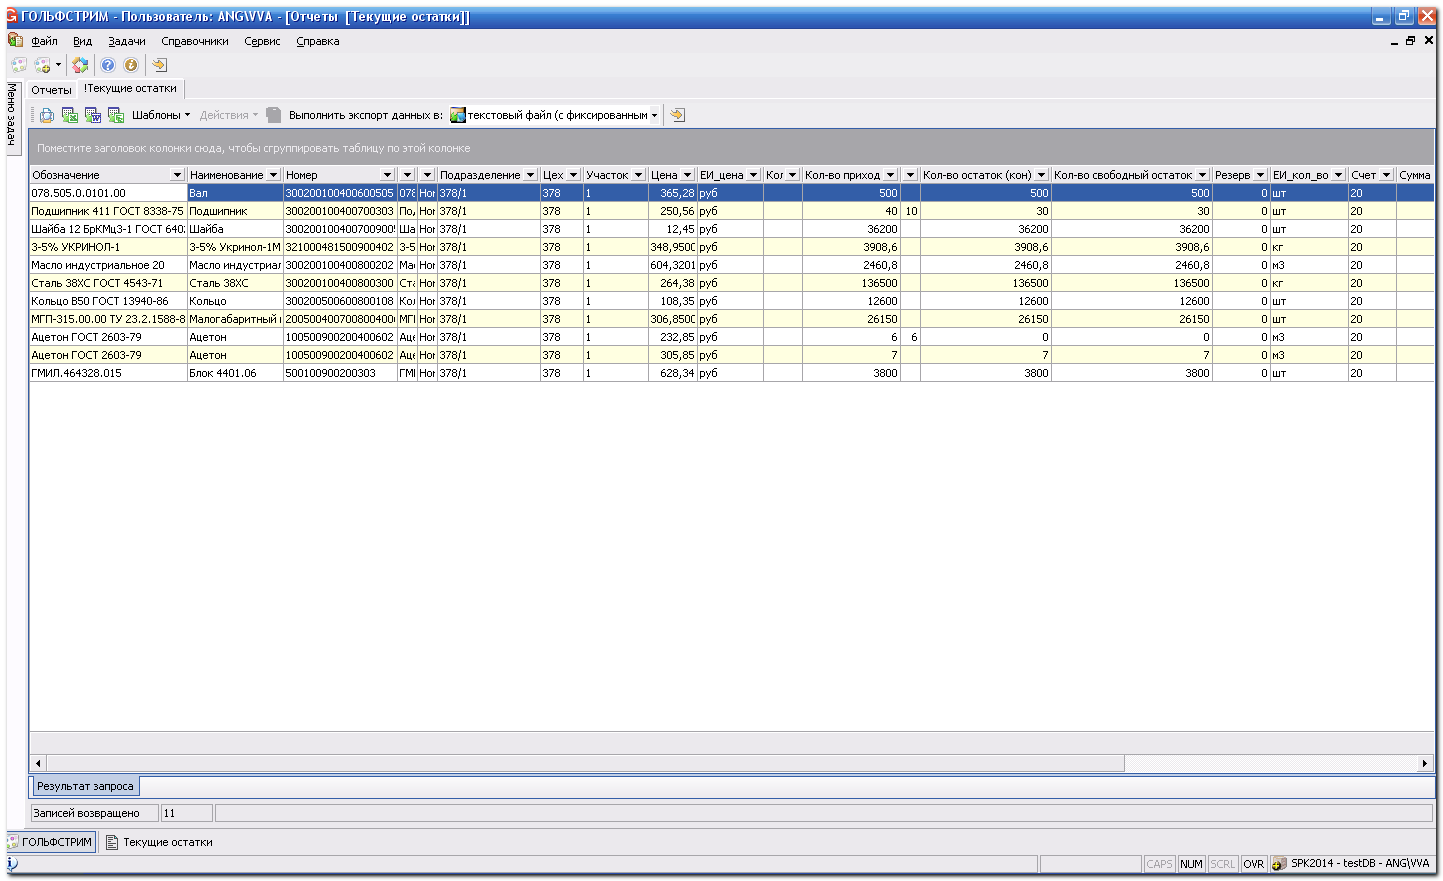 ГОЛЬФСТРИМ - Пользователь: ANG\VVA - [Отчеты [Текущие остатки]]
Файл Вид Задачи Справочники Сервис Справка
Меню задач
Отчеты !Текущие остатки
Шаблоны Действия Выполнить экспорт данных в: текстовый файл (с фиксированным
Поместите заголовок колонки сюда, чтобы сгруппировать таблицу по этой колонке
Обозначение Наименование Номер Подразделение Цех Участок Цена ЕИ_цена Кол Кол-во приход Кол-во остаток (кон) Кол-во свободный остаток Резерв ЕИ_кол_во Счет Сумма
078.505.0.0101.00 Вал 300200100400600505 078 Ног 378/1 378 1 365,28 руб 500 500 500 0 шт 20
Подшипник 411 ГОСТ 8338-75 Подшипник 300200100400700303 По, Ног 378/1 378 1 250,56 руб 40 10 30 30 0 шт 20
Шайба 12 БрКМц3-1 ГОСТ 640 Шайба 30020010040070900 Ша Ног 378/1 378 1 12,45 руб 36200 36200 36200 0 шт 20
3-5% УКРИНОЛ-1 3-5% Укринол-1М 321000481500900402 3-5 Ног 378/1 378 1 348,9500 руб 3908,6 3908,6 3908,6 0 кг 20
Масло индустриальное 20 Масло индустриал 300200100400800202 Ма Ног 378/1 378 1 604,3201 руб 2460,8 2460,8 2460,8 0 м3 20
Сталь 38ХС ГОСТ 4543-71 Сталь 38ХС 300200100400800300 Ст Ног 378/1 378 1 264,38 руб 136500 136500 136500 0 кг 20
Кольцо В50 ГОСТ 13940-86 Кольцо 300200500600800108 Кол Ног 378/1 378 1 108,35 руб 12600 12600 12600 0 шт 20
МГП-315.00.00 ТУ 23.2.1588-8 Малогабаритный 200500400700800400 МГ Ног 378/1 378 1 306,8500 руб 26150 26150 26150 0 шт 20
Ацетон ГОСТ 2603-79 Ацетон 100500900200400602 Аце Ног 378/1 378 1 232,85 руб 6 6 0 0 0 м3 20
Ацетон ГОСТ 2603-79 Ацетон 100500900200400602 Аце Ног 378/1 378 1 305,85 руб 7 7 7 0 м3 20
ГМИЛ.464328.015 Блок 4401.06 500100900200303 ГМ Ног 378/1 378 1 628,34 руб 3800 3800 3800 0 шт 20
Результат запроса
Записей возвращено 11
ГОЛЬФСТРИМ Текущие остатки
CAPS NUM SCRL OVR SPK2014 - testDB - ANG\VVA